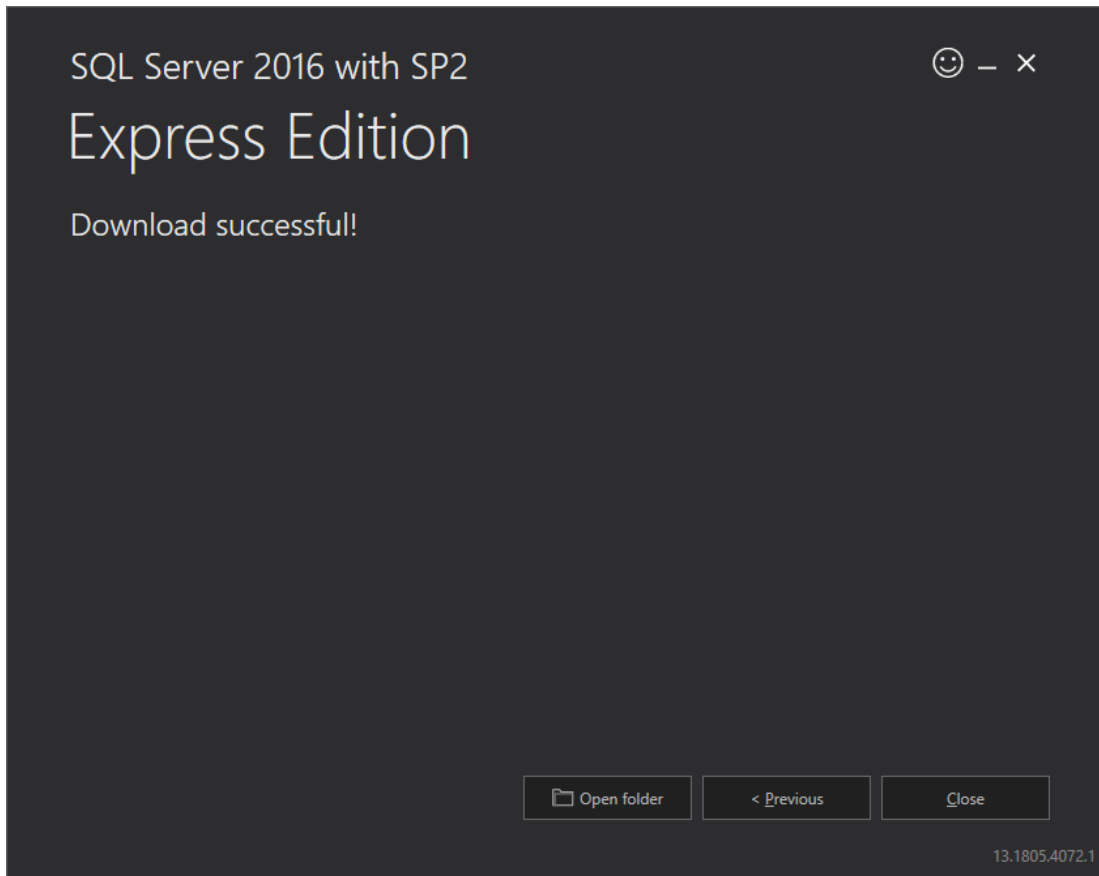 SQL Server 2016 with SP2
Express Edition
Download successful!
Open folder
< Previous
Close
13.1805.4072.1